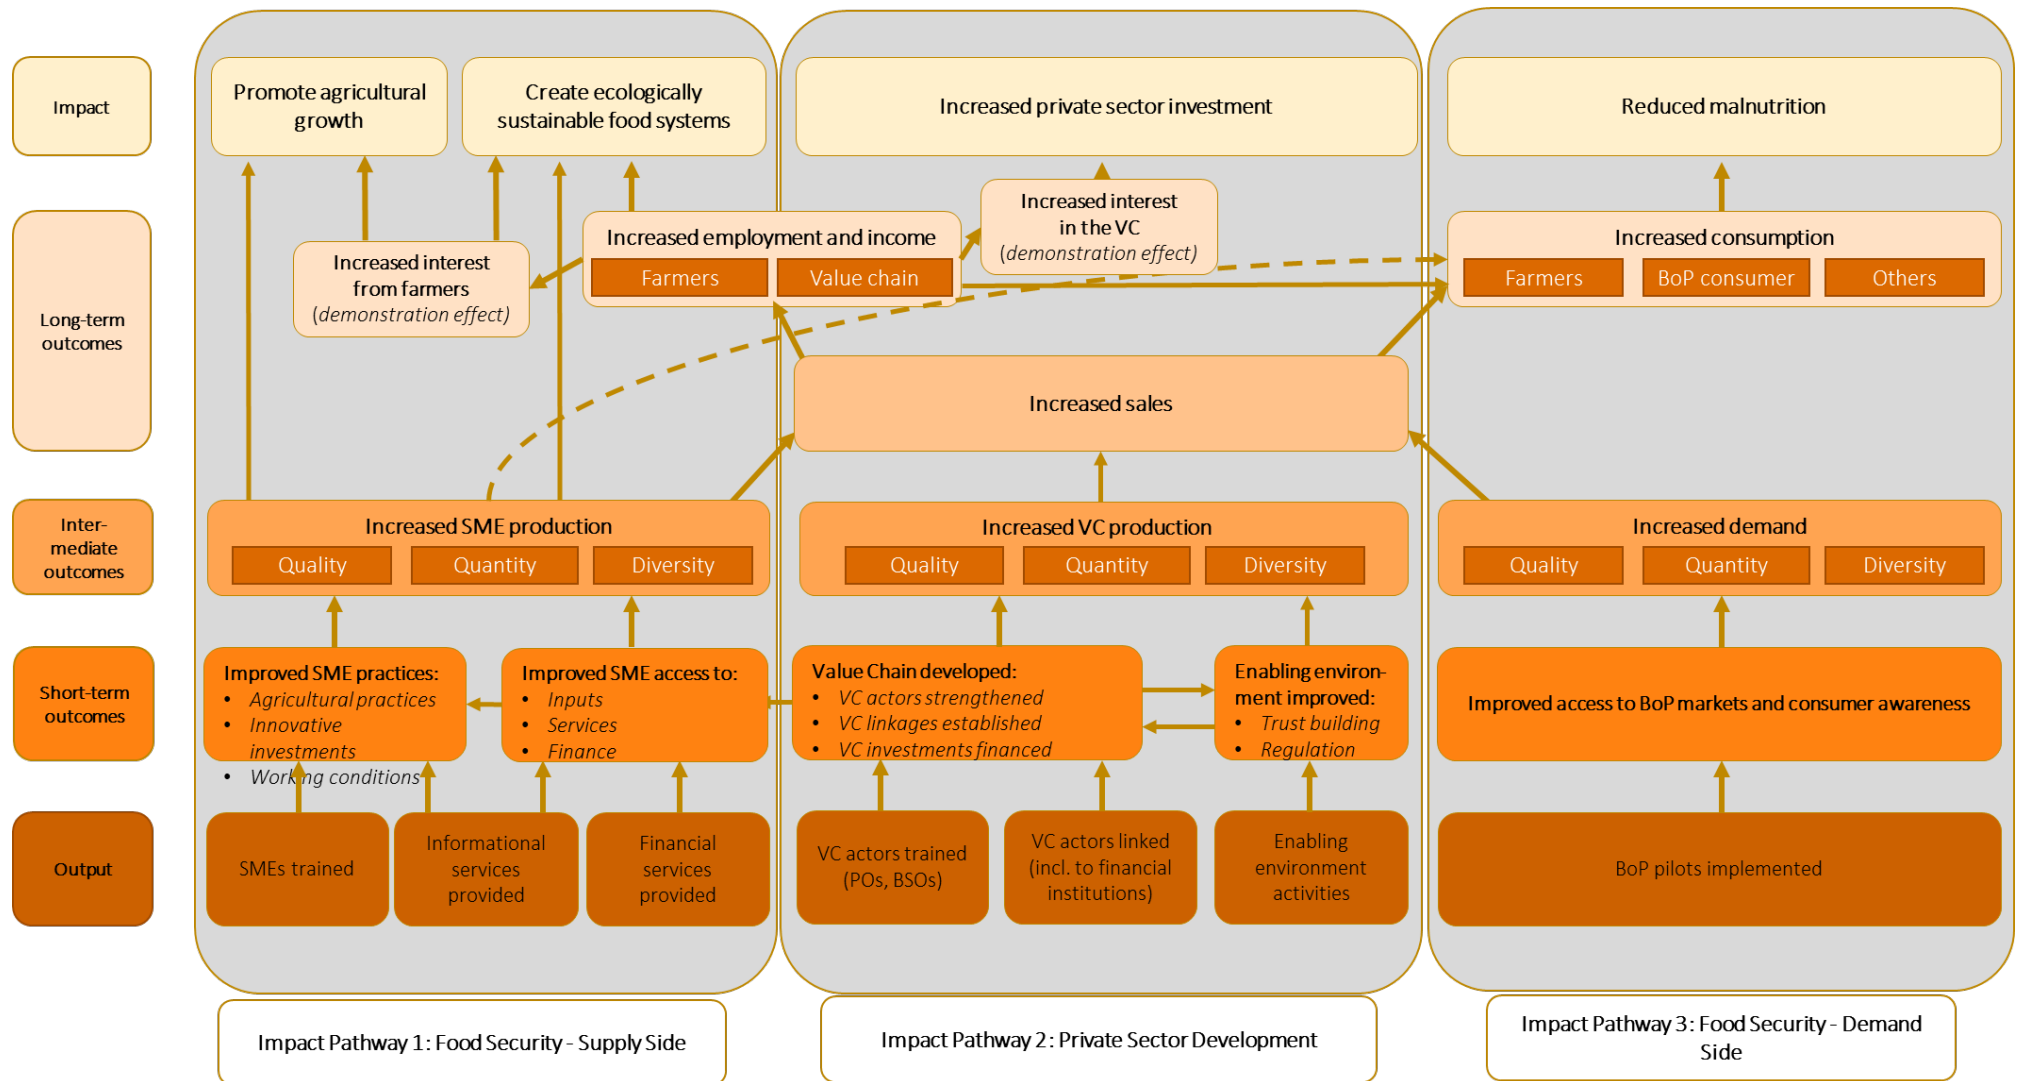 Impact
Promote agricultural
growth
Create ecologically
sustainable food systems
Increased private sector investment
Reduced malnutrition
Long-term
outcomes
Increased interest
from farmers
(demonstration effect)
Increased employment and income
Farmers
Value chain
Increased interest
in the VC
(demonstration effect)
Increased consumption
Farmers
BoP consumer
Others
Increased sales
Inter-
mediate
outcomes
Increased SME production
Quality
Quantity
Diversity
Increased VC production
Quality
Quantity
Diversity
Increased demand
Quality
Quantity
Diversity
Short-term
outcomes
Improved SME practices:
• Agricultural practices
• Innovative
investments
• Working conditions
Improved SME access to:
• Inputs
• Services
• Finance
Value Chain developed:
• VC actors strengthened
• VC linkages established
• VC investments financed
Enabling environ-
ment improved:
• Trust building
• Regulation
Improved access to BoP markets and consumer awareness
Output
SMEs trained
Informational
services
provided
Financial
services
provided
VC actors trained
(POs, BSOs)
VC actors linked
(incl. to financial
institutions)
Enabling
environment
activities
BoP pilots implemented
Impact Pathway 1: Food Security - Supply Side
Impact Pathway 2: Private Sector Development
Impact Pathway 3: Food Security - Demand
Side